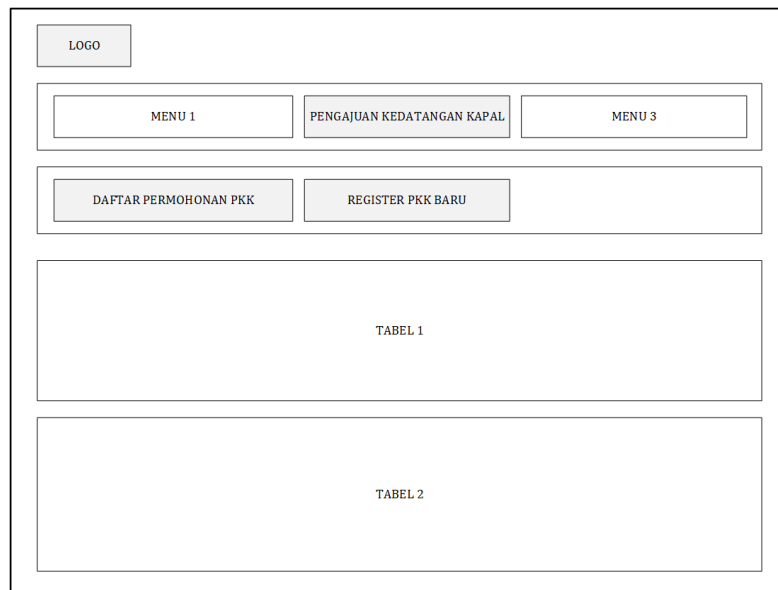 LOGO
MENU 1
PENGAJUAN KEDATANGAN KAPAL
MENU 3
DAFTAR PERMOHONAN PKK
REGISTER PKK BARU
TABEL 1
TABEL 2